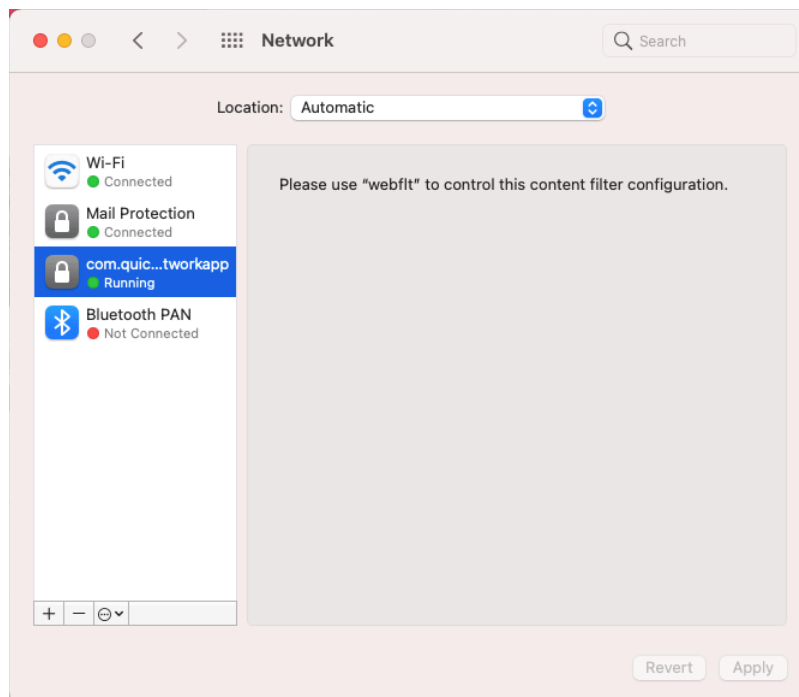 Network
Search
Location: Automatic
Wi-Fi
Connected
Mail Protection
Connected
com.quic...tworkapp
Running
Bluetooth PAN
Not Connected
Please use “webflt” to control this content filter configuration.
Revert Apply